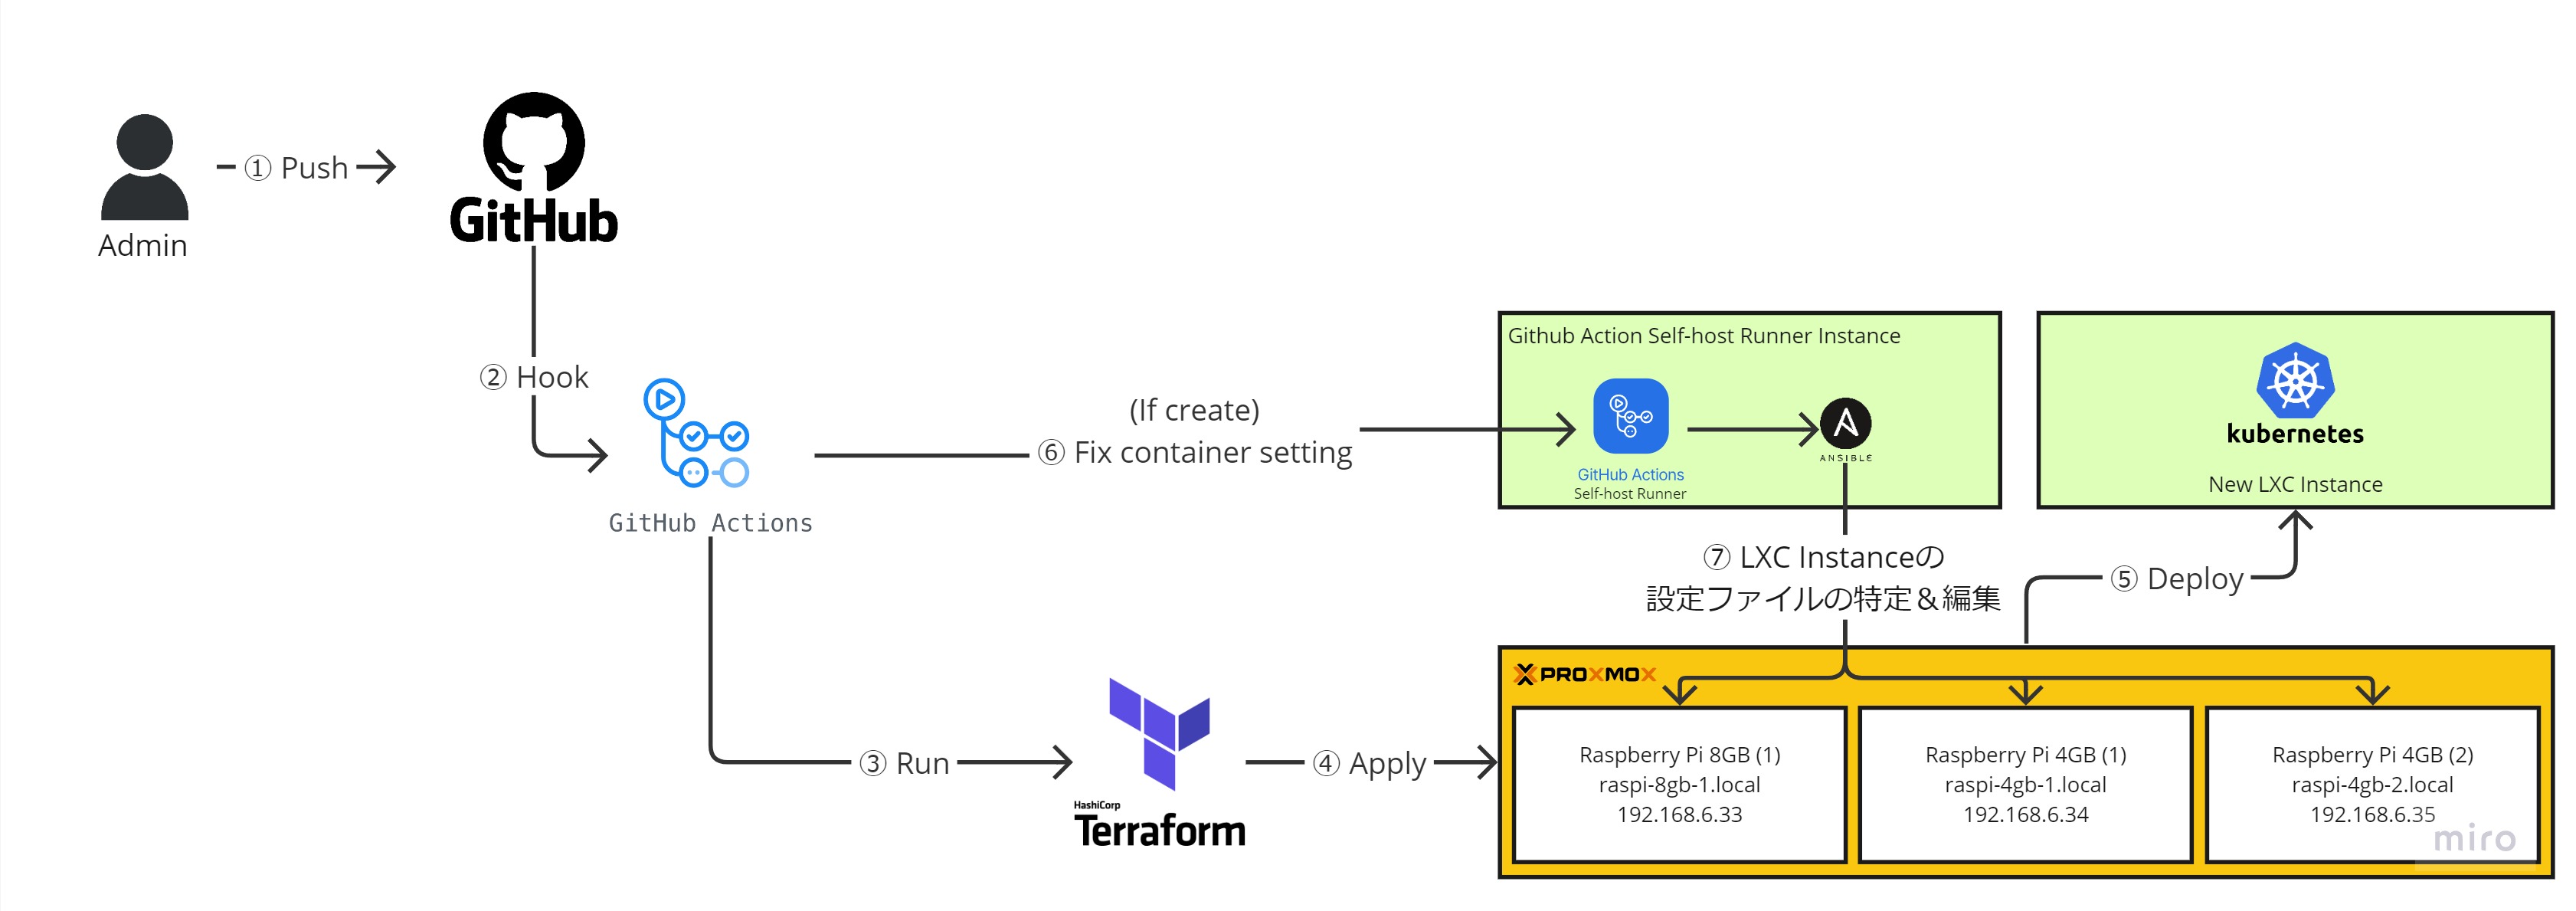 ① Push
GitHub
Admin
② Hook
GitHub Actions
(If create)
⑥ Fix container setting
Github Action Self-host Runner Instance
GitHub Actions
Self-host Runner
ANSIBLE
kubernetes
New LXC Instance
⑦ LXC Instanceの
設定ファイルの特定＆編集
⑤ Deploy
③ Run
HashiCorp
Terraform
④ Apply
PROXMOX
Raspberry Pi 8GB (1)
raspi-8gb-1.local
192.168.6.33
Raspberry Pi 4GB (1)
raspi-4gb-1.local
192.168.6.34
Raspberry Pi 4GB (2)
raspi-4gb-2.local
192.168.6.35
miro